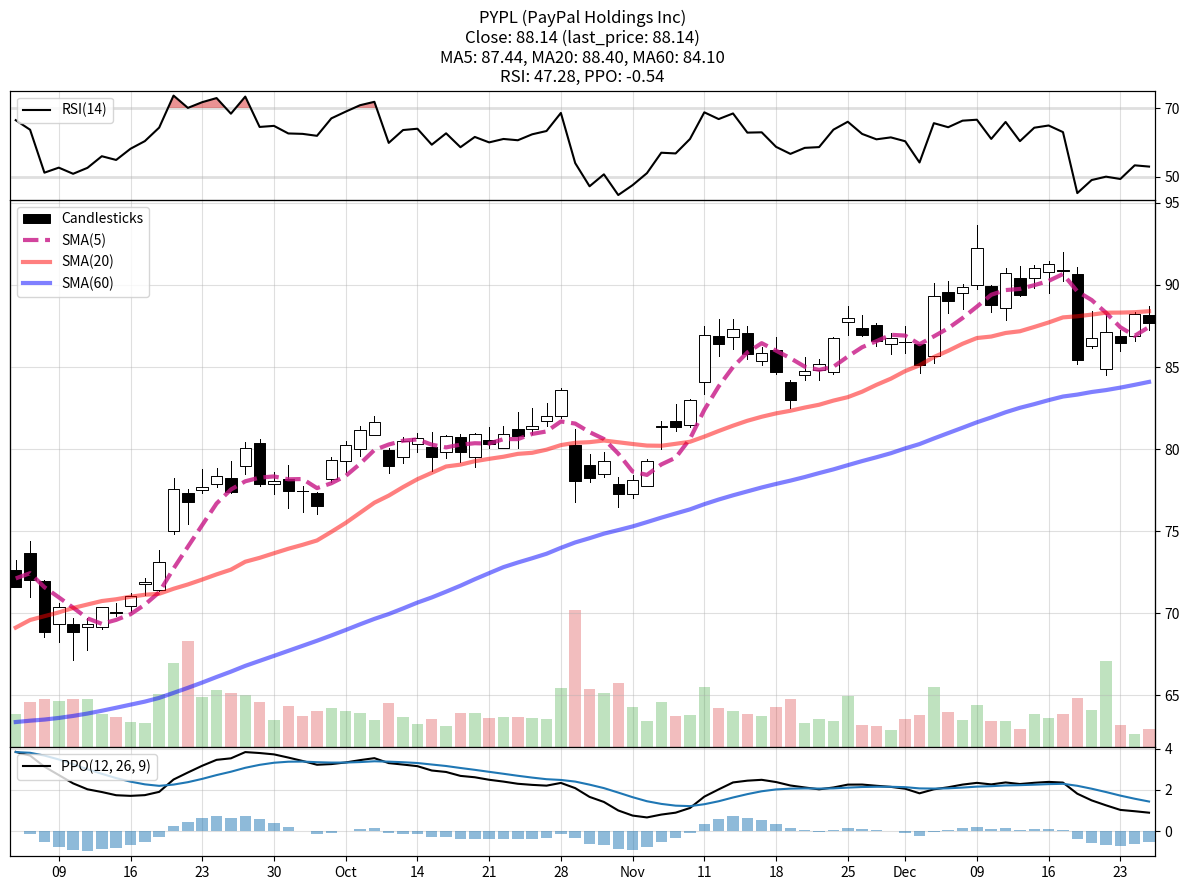 PYPL (PayPal Holdings Inc)
Close: 88.14 (last_price: 88.14)
MA5: 87.44, MA20: 88.40, MA60: 84.10
RSI: 47.28, PPO: -0.54
RSI(14)
70
50
Candlesticks
SMA(5)
SMA(20)
SMA(60)
95
90
85
80
75
70
65
PPO(12, 26, 9)
4
2
0
09 16 23 30 Oct 14 21 28 Nov 11 18 25 Dec 09 16 23